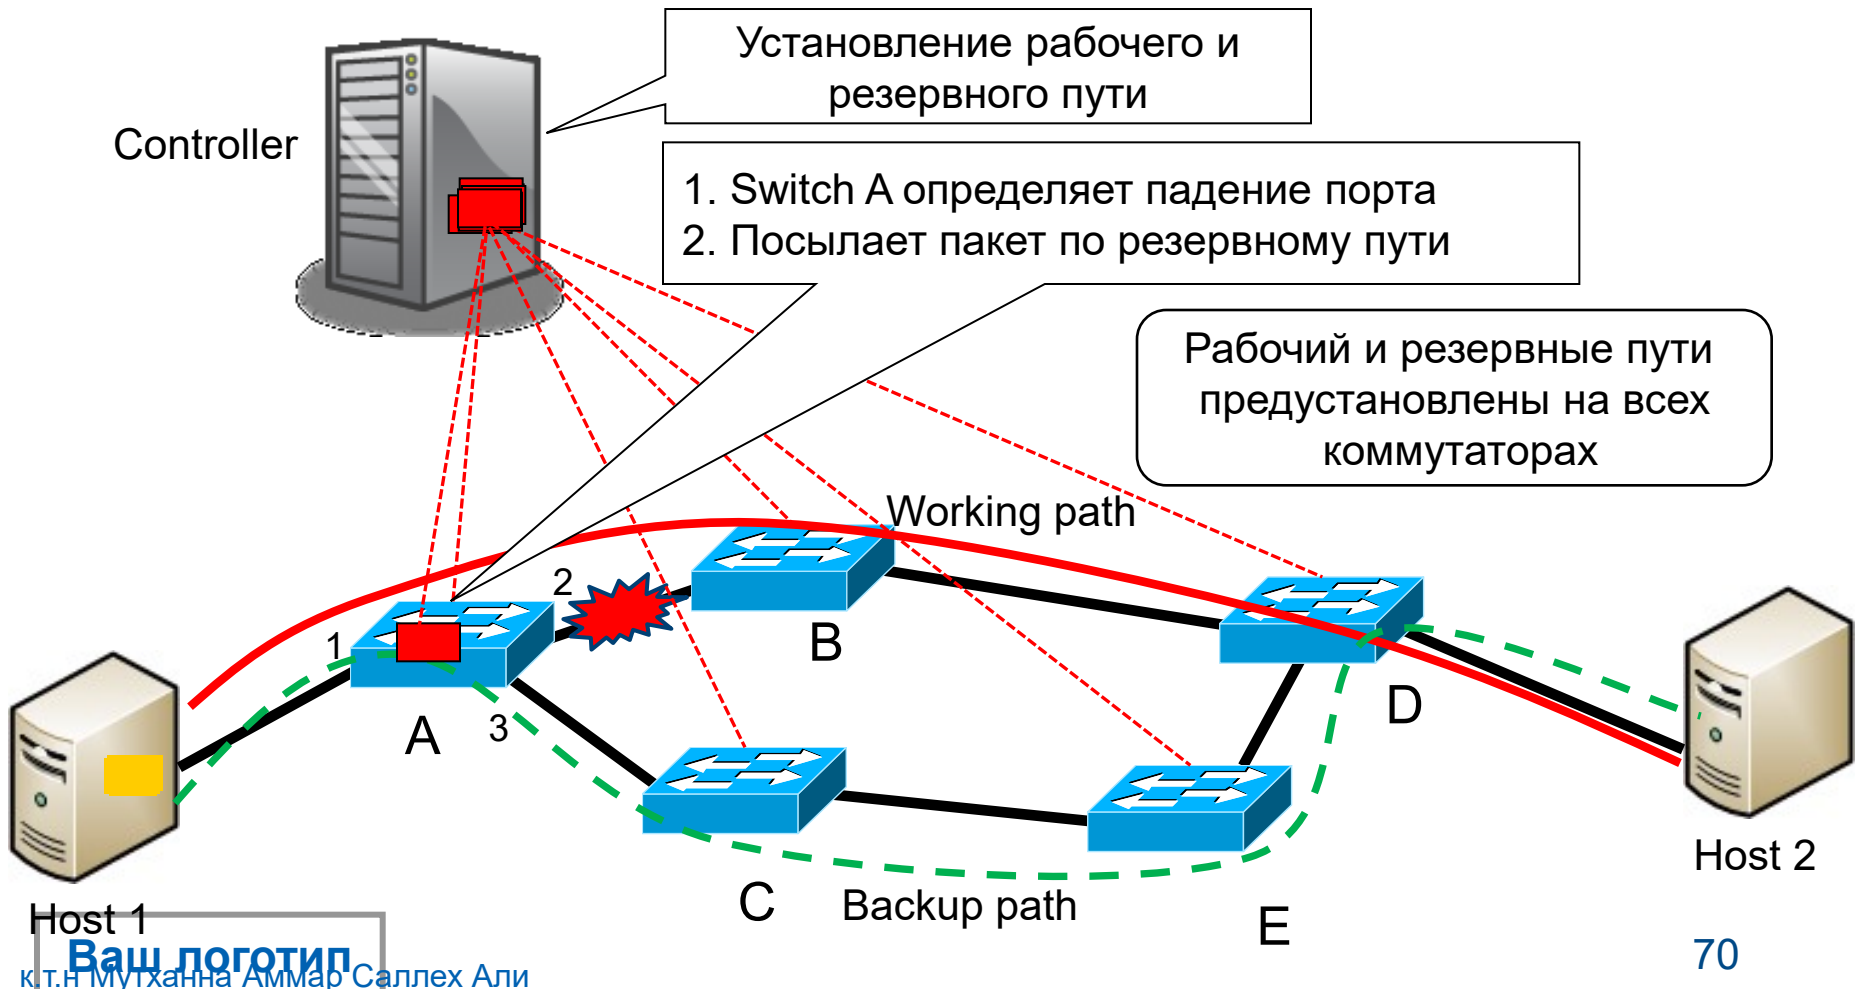 Установление рабочего и
резервного пути
Controller
1. Switch A определяет падение порта
2. Посылает пакет по резервному пути
Рабочий и резервные пути
предустановлены на всех
коммутаторах
Working path
2
B
1
A
3
D
C
Backup path
E
Host 2
Host 1
Ваш логотип
к.т.н Мутханна Аммар Саллех Али
70